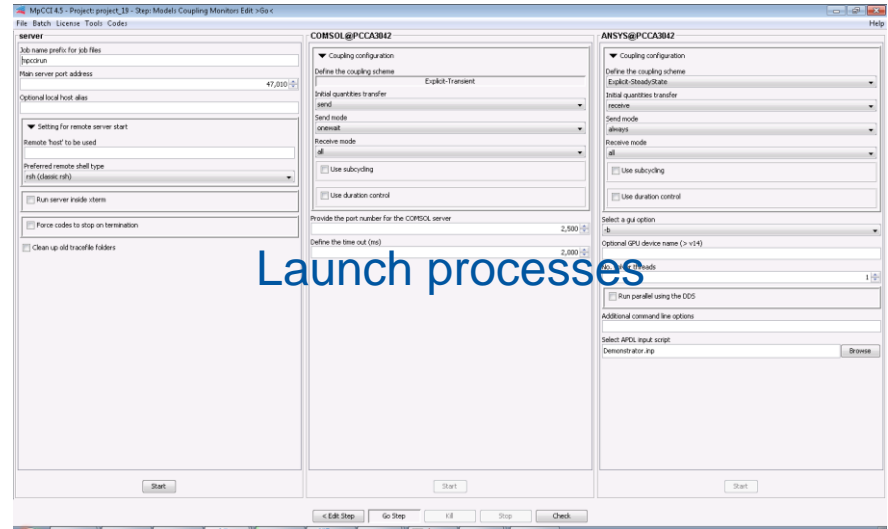 MpCCI 4.5 - Project: project_19 - Step: Models Coupling Monitors Edit >Go<
File Batch License Tools Codes Help
server
Job name prefix for job files
mpccirun
Main server port address
47,010
Optional local host alias
Setting for remote server start
Remote 'host' to be used
Preferred remote shell type
rsh (classic rsh)
Run server inside xterm
Force codes to stop on termination
Clean up old tracefile folders
Start
COMSOL@PCCA3042
Coupling configuration
Define the coupling scheme
Explicit-Transient
Initial quantities transfer
send
Send mode
onewait
Receive mode
all
Use subcycling
Use duration control
Provide the port number for the COMSOL server
2,500
Define the time out (ms)
2,000
Start
ANSYS@PCCA3042
Coupling configuration
Define the coupling scheme
Explicit-SteadyState
Initial quantities transfer
receive
Send mode
always
Receive mode
all
Use subcycling
Use duration control
Select a gui option
-b
Optional GPU device name (> v14)
No. threads
1
Run parallel using the DDS
Additional command line options
Select APDL input script
Demonstrator.inp Browse
Start
Launch processes
< Edit Step Go Step Kill Stop Check